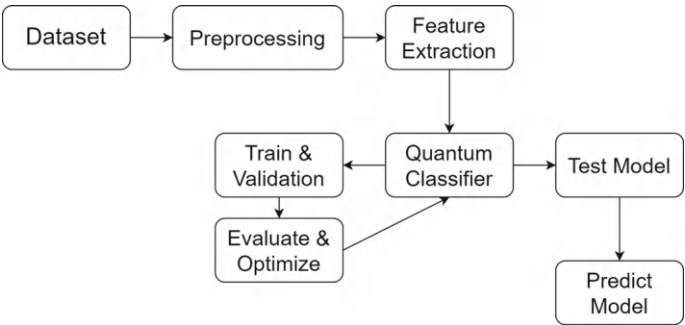 Dataset
Preprocessing
Feature
Extraction
Train &
Validation
Quantum
Classifier
Test Model
Evaluate &
Optimize
Predict
Model